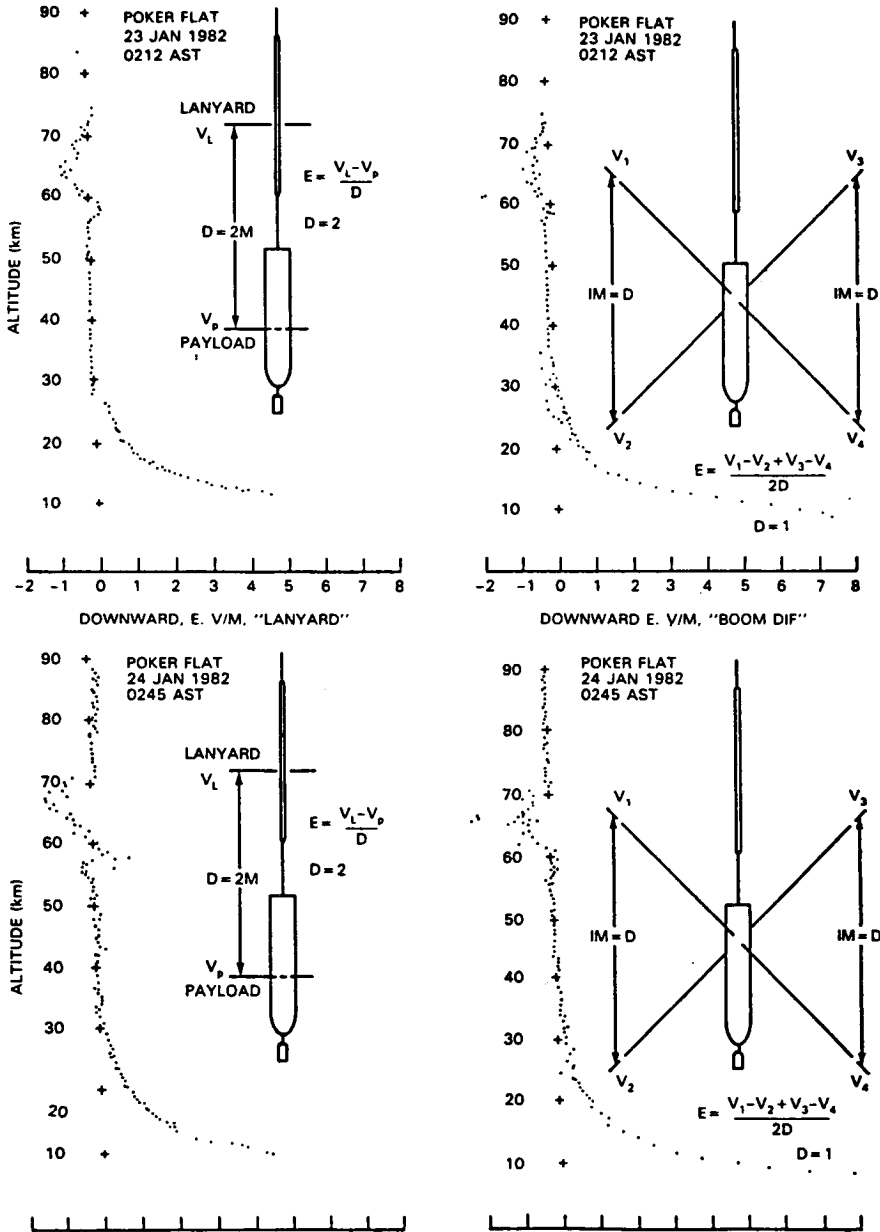 90
80
70
60
50
40
30
20
10
ALTITUDE (km)
POKER FLAT
23 JAN 1982
0212 AST
LANYARD
V_L
E = V_L - V_p / D
D = 2M
D = 2
V_p
PAYLOAD
-2 -1 0 1 2 3 4 5 6 7 8
DOWNWARD, E. V/M, "LANYARD"
90
80
70
60
50
40
30
20
10
POKER FLAT
23 JAN 1982
0212 AST
V_1
V_3
IM = D
IM = D
V_2
V_4
E = V_1 - V_2 + V_3 - V_4 / 2D
D = 1
-2 -1 0 1 2 3 4 5 6 7 8
DOWNWARD E. V/M, "BOOM DIF"
90
80
70
60
50
40
30
20
10
ALTITUDE (km)
POKER FLAT
24 JAN 1982
0245 AST
LANYARD
V_L
E = V_L - V_p / D
D = 2M
D = 2
V_p
PAYLOAD
90
80
70
60
50
40
30
20
10
POKER FLAT
24 JAN 1982
0245 AST
V_1
V_3
IM = D
IM = D
V_2
V_4
E = V_1 - V_2 + V_3 - V_4 / 2D
D = 1